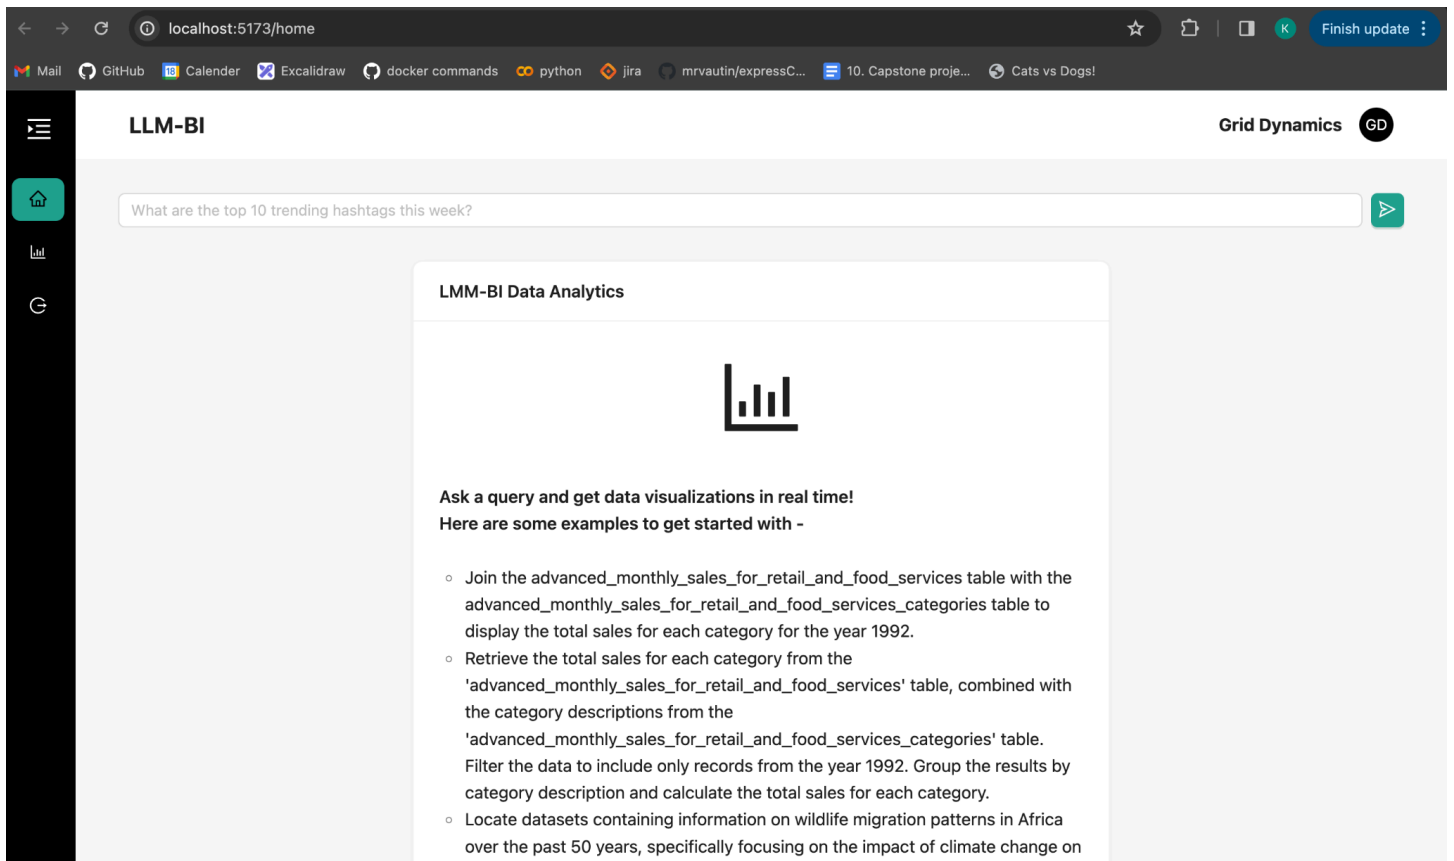 localhost:5173/home
K
Finish update
Mail
GitHub
18
Calender
Excalidraw
docker commands
python
jira
mrvautin/expressC...
10. Capstone proje...
Cats vs Dogs!
LLM-BI
Grid Dynamics
GD
What are the top 10 trending hashtags this week?
LMM-BI Data Analytics
Ask a query and get data visualizations in real time!
Here are some examples to get started with -
Join the advanced_monthly_sales_for_retail_and_food_services table with the
advanced_monthly_sales_for_retail_and_food_services_categories table to
display the total sales for each category for the year 1992.
Retrieve the total sales for each category from the
'advanced_monthly_sales_for_retail_and_food_services' table, combined with
the category descriptions from the
'advanced_monthly_sales_for_retail_and_food_services_categories' table.
Filter the data to include only records from the year 1992. Group the results by
category description and calculate the total sales for each category.
Locate datasets containing information on wildlife migration patterns in Africa
over the past 50 years, specifically focusing on the impact of climate change on